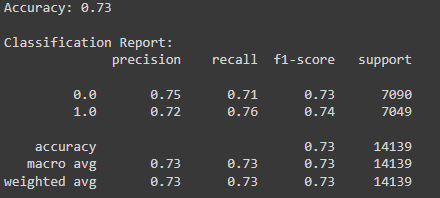 Accuracy: 0.73
Classification Report:
precision recall f1-score support
0.0 0.75 0.71 0.73 7090
1.0 0.72 0.76 0.74 7049
accuracy 0.73 14139
macro avg 0.73 0.73 0.73 14139
weighted avg 0.73 0.73 0.73 14139